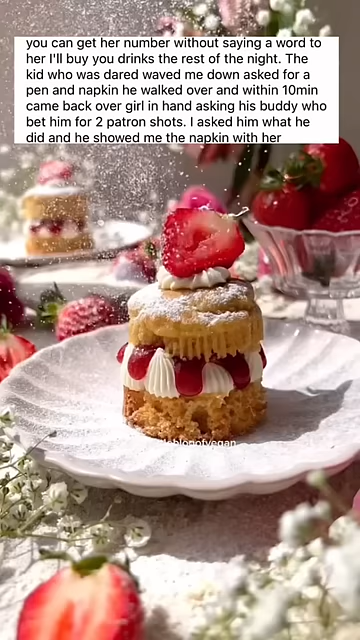 you can get her number without saying a word to
her I'll buy you drinks the rest of the night. The
kid who was dared waved me down asked for a
pen and napkin he walked over and within 10min
came back over girl in hand asking his buddy who
bet him for 2 patron shots. I asked him what he
did and he showed me the napkin with her